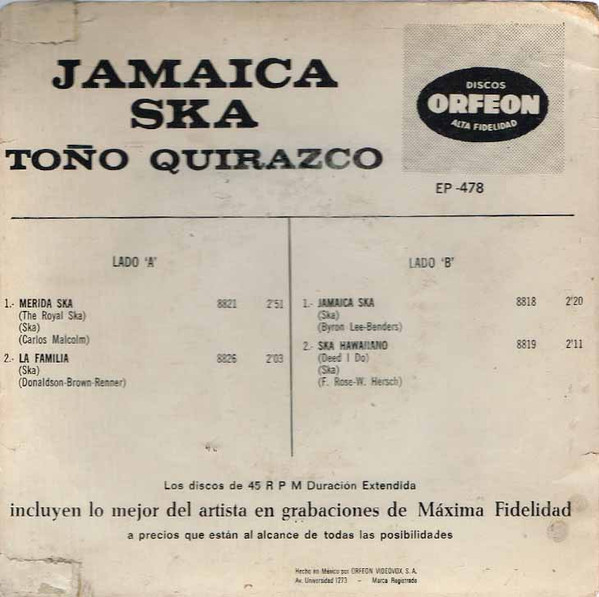 JAMAICA
SKA
TOÑO QUIRAZCO
DISCOS
ORFEON
ALTA FIDELIDAD
EP -478
LADO 'A'
1.- MERIDA SKA 8821 2'51
(The Royal Ska)
(Ska)
(Carlos Malcolm)
2.- LA FAMILIA 8826 2'03
(Ska)
(Donaldson-Brown-Renner)
LADO 'B'
1.- JAMAICA SKA 8818 2'20
(Ska)
(Byron Lee-Benders)
2.- SKA HAWAIIANO 8819 2'11
(Deed I Do)
(Ska)
(F. Rose-W. Hersch)
Los discos de 45 R P M Duración Extendida
incluyen lo mejor del artista en grabaciones de Máxima Fidelidad
a precios que están al alcance de todas las posibilidades
Hecho en México por ORFEON VIDEOVOX, S. A.
Av. Universidad 1273 - Marca Registrada